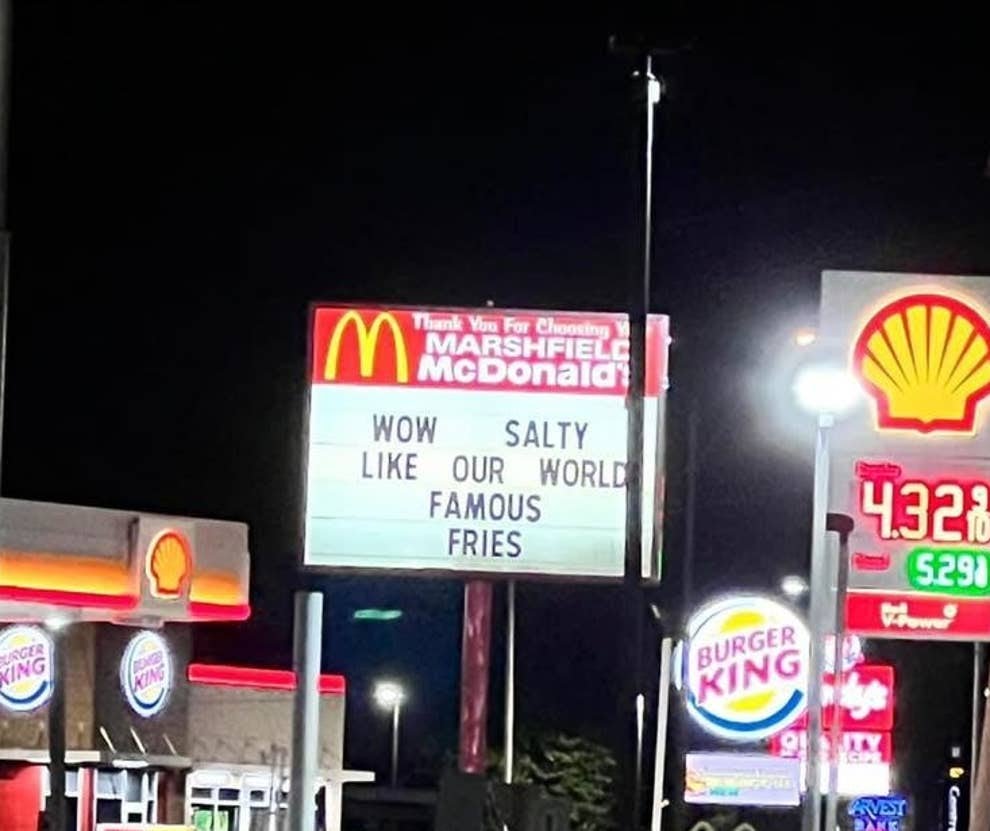 Thank You For Choosing
MARSHFIELD
McDonald's
WOW SALTY
LIKE OUR WORLD
FAMOUS
FRIES
4.32
5.29
V-Power
BURGER
KING
BURGER
KING
BURGER
KING